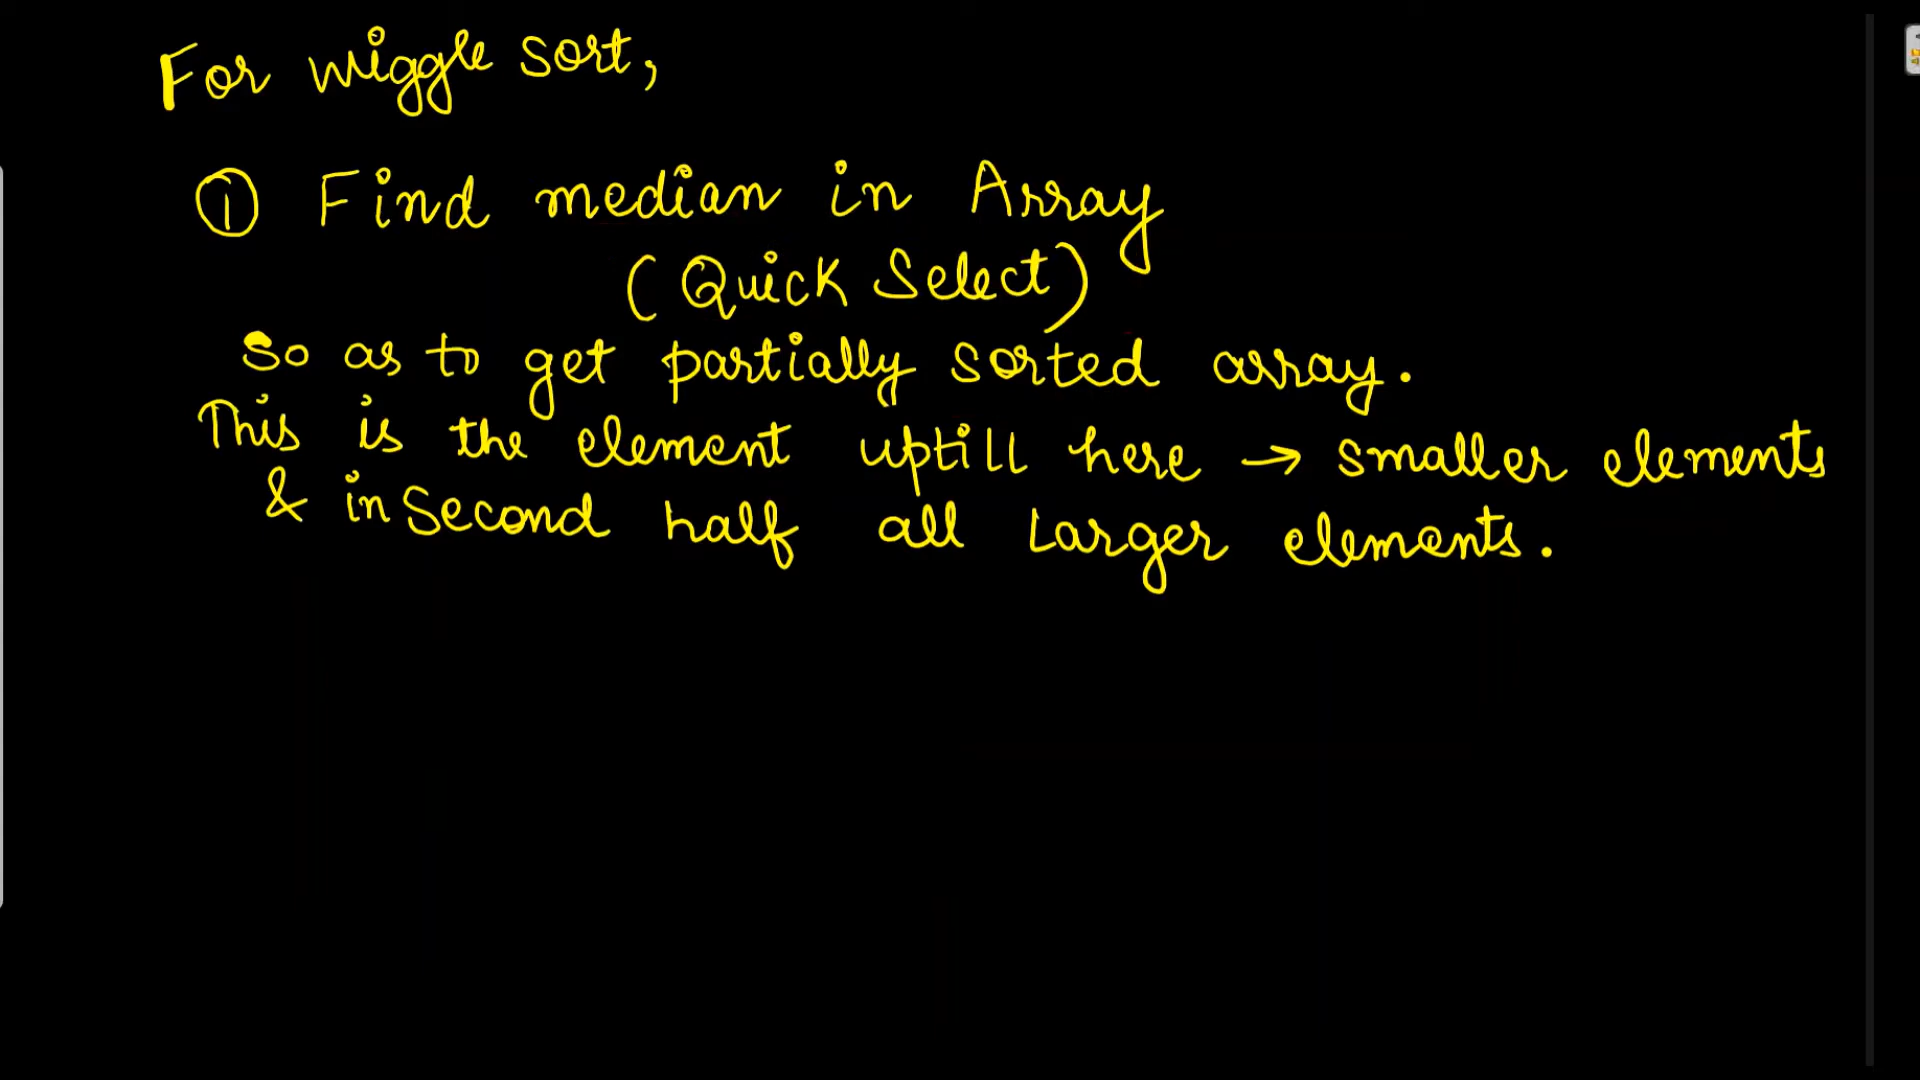 For wiggle sort,
① Find median in Array
(Quick Select)
So as to get partially sorted array.
This is the element uptill here → smaller elements
& in Second half all Larger elements.